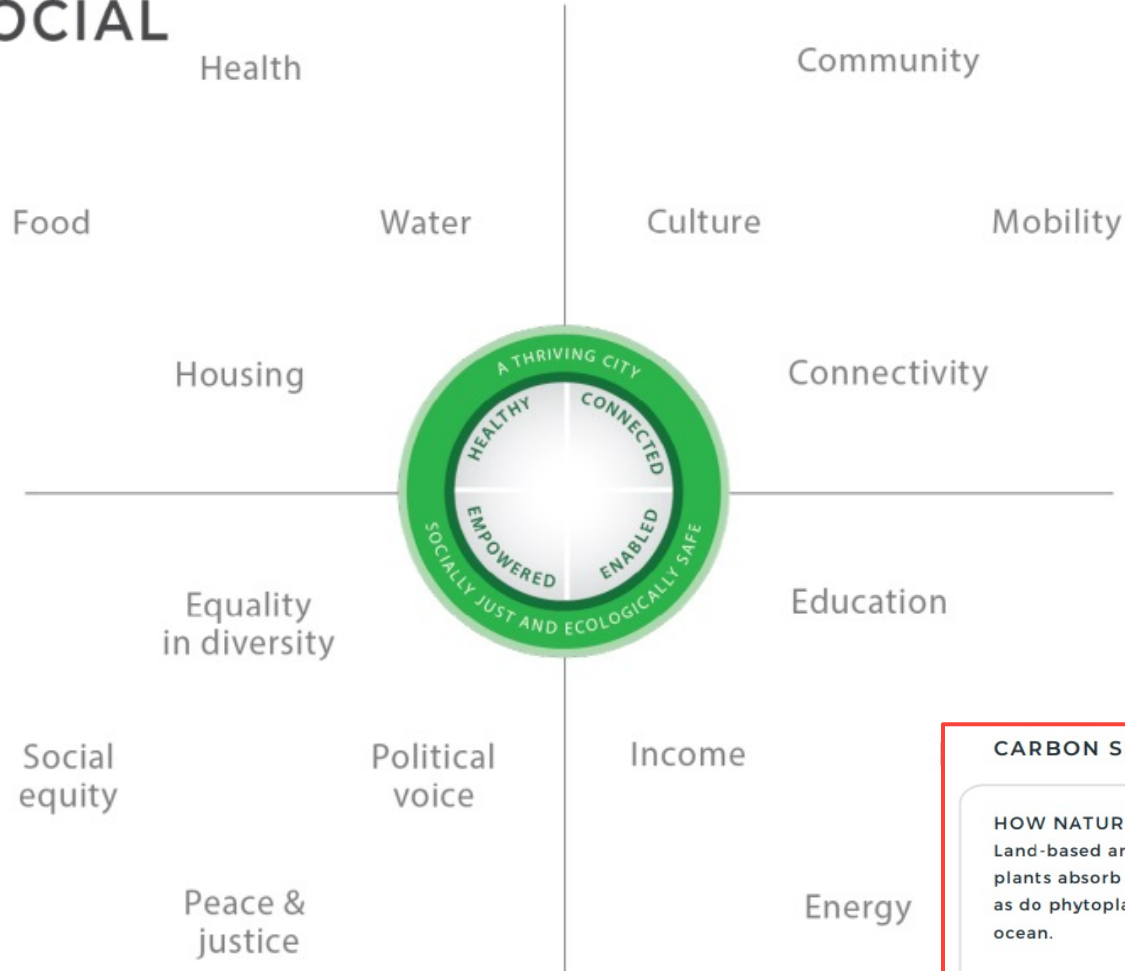 OCIAL
Health
Community
Food
Water
Culture
Mobility
Housing
Connectivity
A THRIVING CITY
HEALTHY
CONNECTED
EMPOWERED
ENABLED
SOCIALLY JUST AND ECOLOGICALLY SAFE
Equality
in diversity
Education
Social
equity
Political
voice
Income
Peace &
justice
Energy
CARBON S
HOW NATUR
Land-based ar
plants absorb
as do phytopla
ocean.